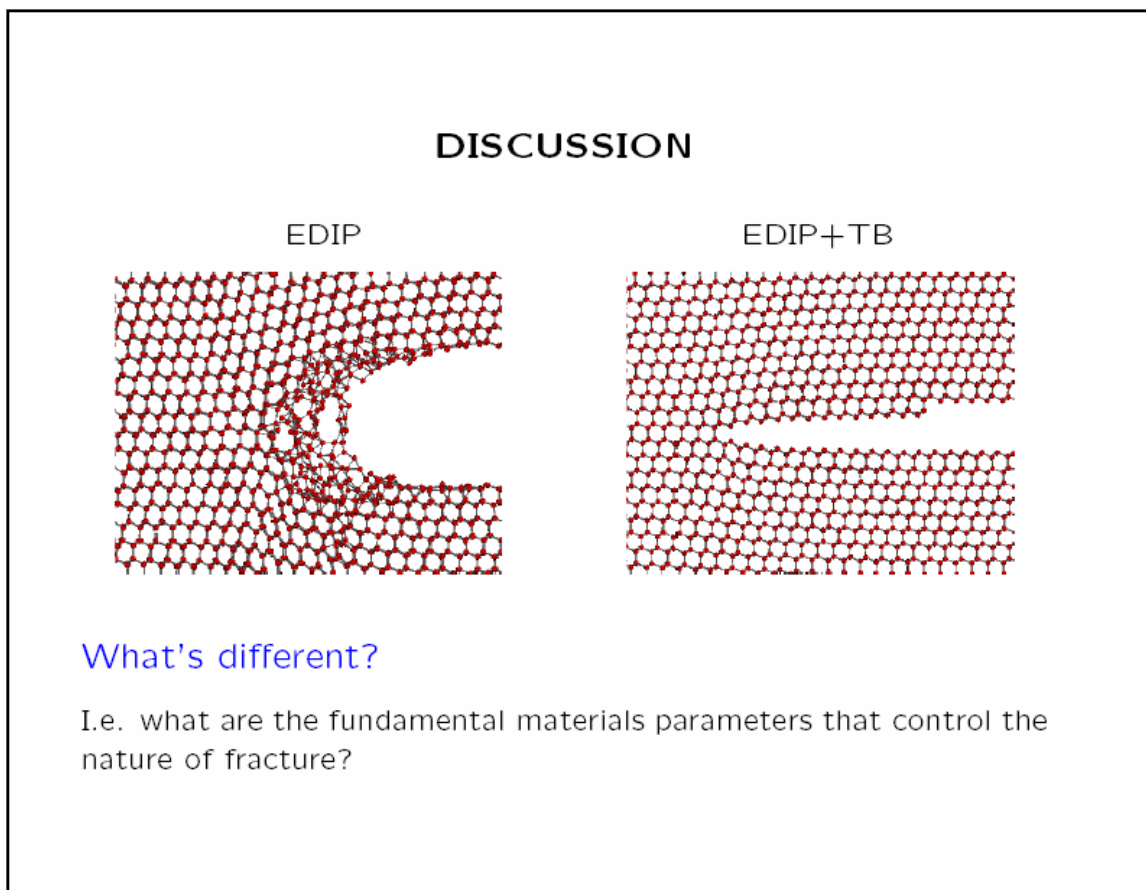 DISCUSSION
EDIP
EDIP+TB
What's different?
I.e. what are the fundamental materials parameters that control the
nature of fracture?